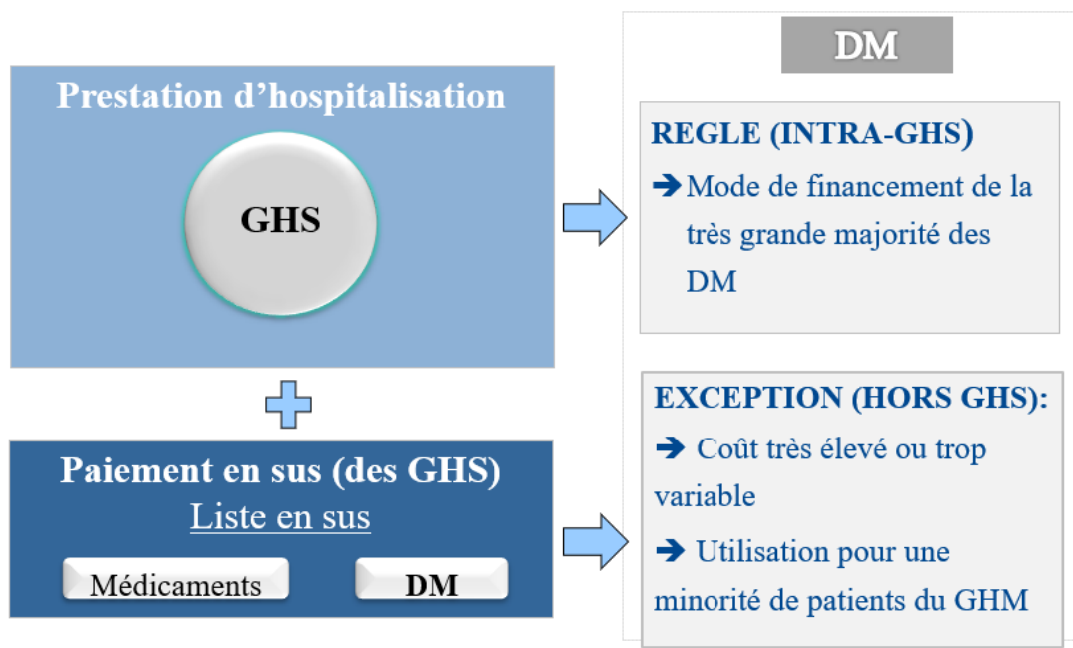 Prestation d’hospitalisation
GHS
Paiement en sus (des GHS)
Liste en sus
Médicaments
DM
DM
REGLE (INTRA-GHS)
➔ Mode de financement de la
très grande majorité des
DM
EXCEPTION (HORS GHS):
➔ Coût très élevé ou trop
variable
➔ Utilisation pour une
minorité de patients du GHM